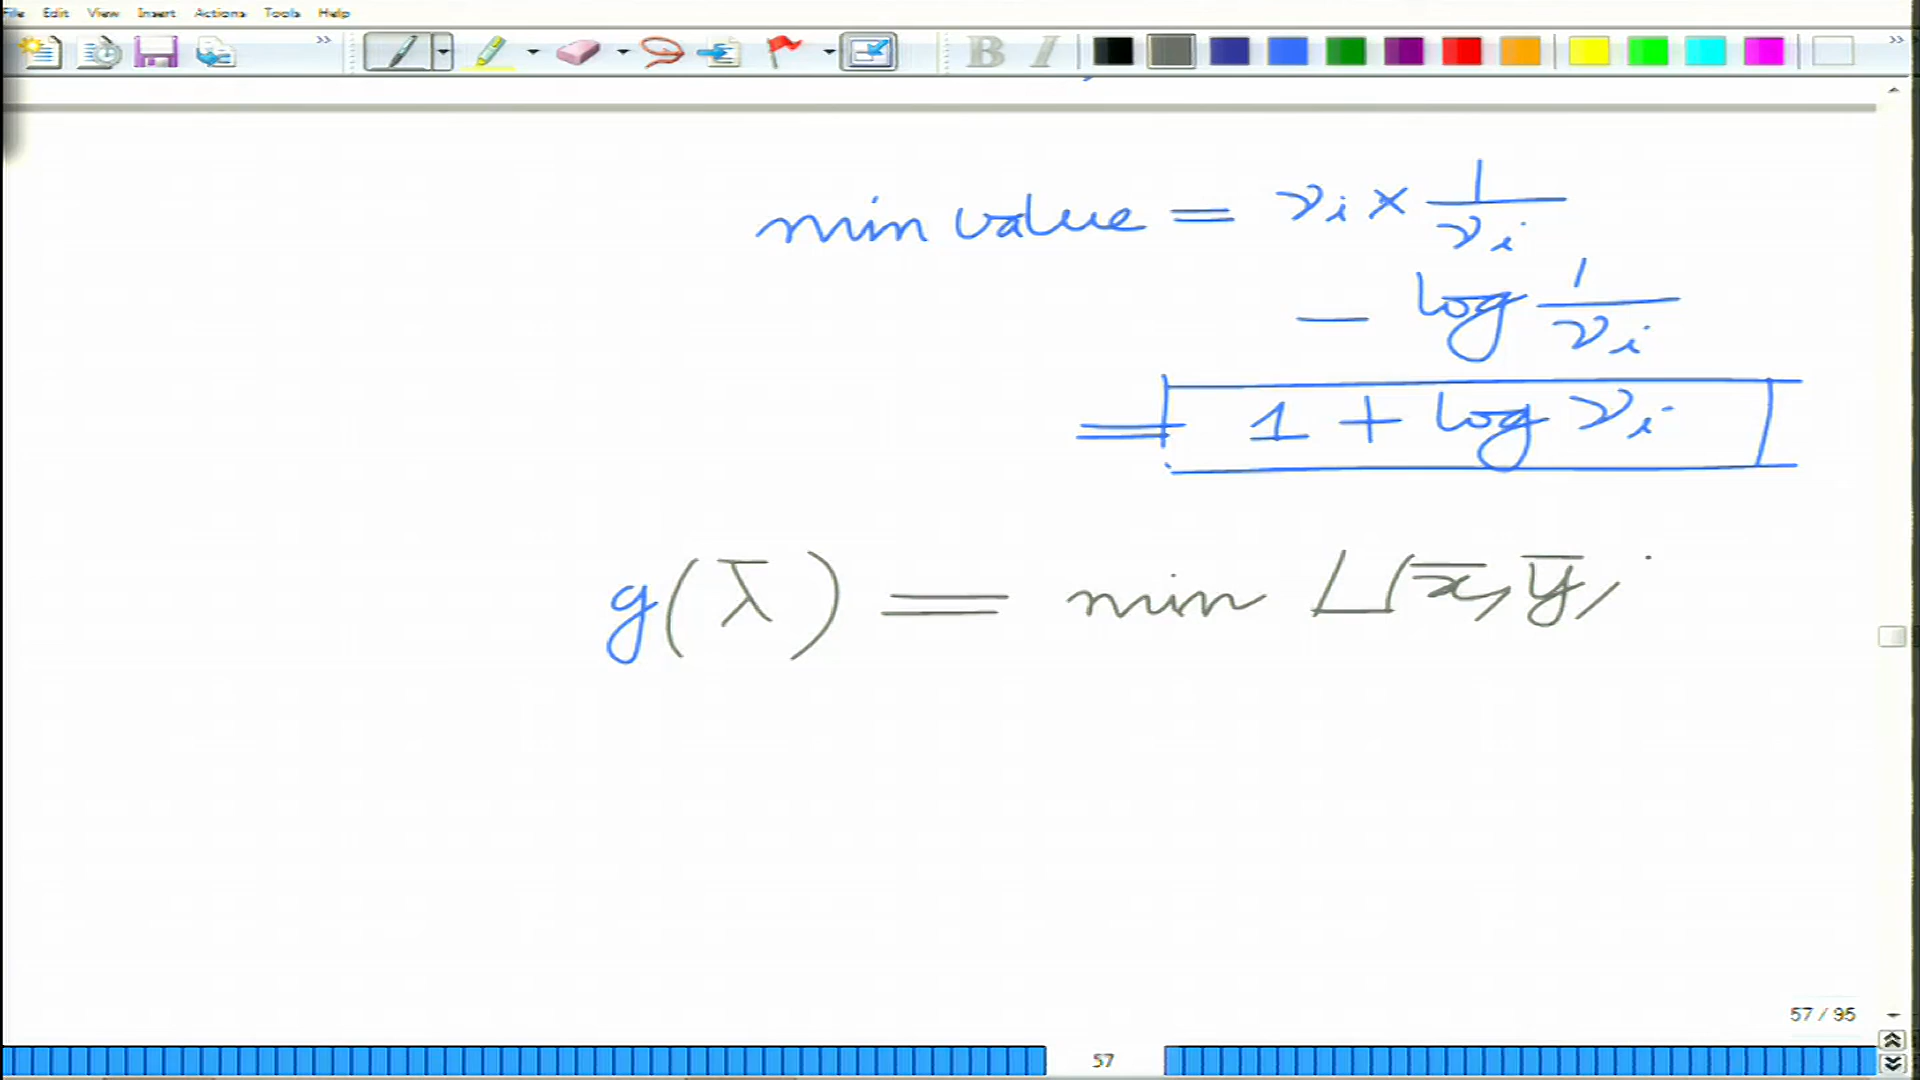 File Edit View Insert Actions Tools Help
B I
min value = νi × 1/νi
− log 1/νi
= 1 + log νi
g(λ̄) = min L(x̄, ȳ,
57 / 95
57